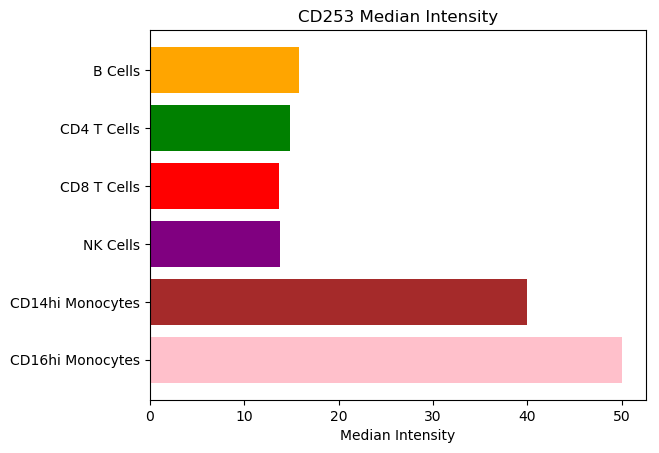 CD253 Median Intensity
B Cells
CD4 T Cells
CD8 T Cells
NK Cells
CD14hi Monocytes
CD16hi Monocytes
0 10 20 30 40 50
Median Intensity